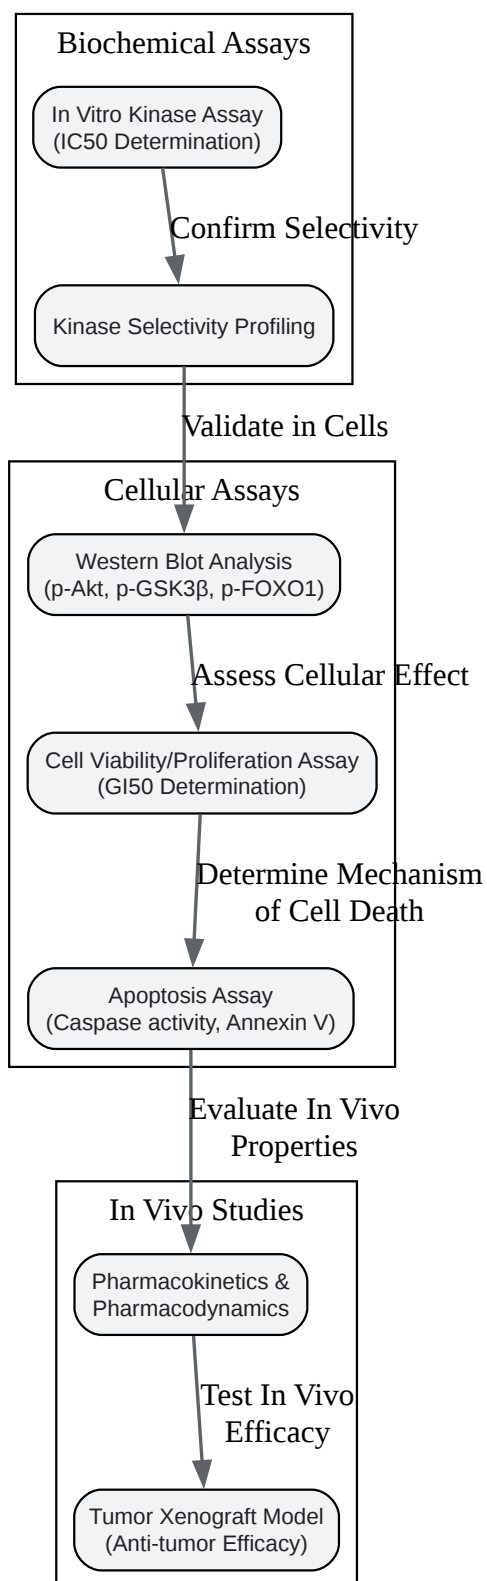 Biochemical Assays
In Vitro Kinase Assay
(IC50 Determination)
Confirm Selectivity
Kinase Selectivity Profiling
Validate in Cells
Cellular Assays
Western Blot Analysis
(p-Akt, p-GSK3β, p-FOXO1)
Assess Cellular Effect
Cell Viability/Proliferation Assay
(GI50 Determination)
Determine Mechanism
of Cell Death
Apoptosis Assay
(Caspase activity, Annexin V)
Evaluate In Vivo
Properties
In Vivo Studies
Pharmacokinetics &
Pharmacodynamics
Test In Vivo
Efficacy
Tumor Xenograft Model
(Anti-tumor Efficacy)